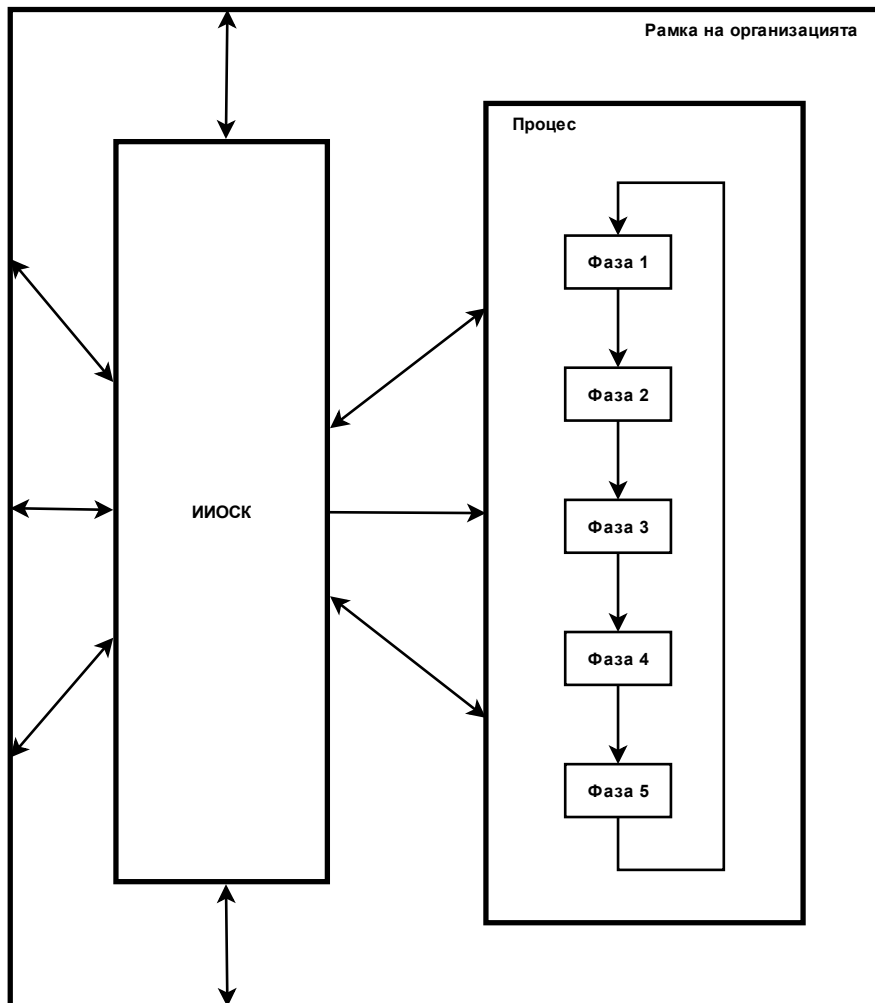 Рамка на организацията
Процес
Фаза 1
Фаза 2
ИИОСК
Фаза 3
Фаза 4
Фаза 5